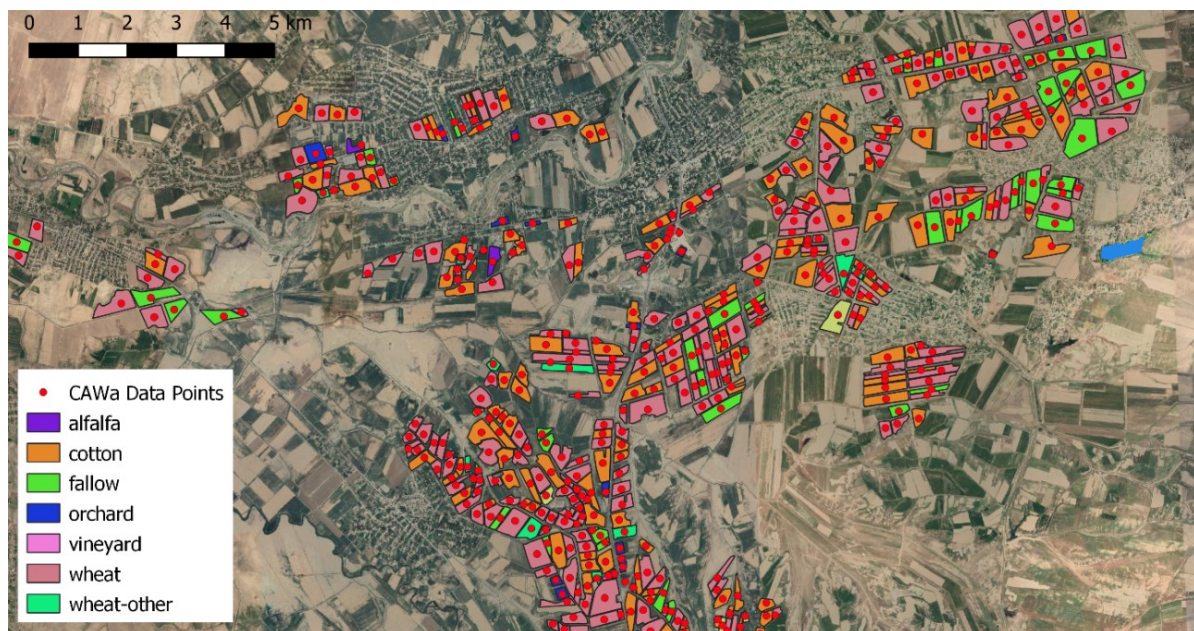 0 1 2 3 4 5 km
CAWa Data Points
alfalfa
cotton
fallow
orchard
vineyard
wheat
wheat-other